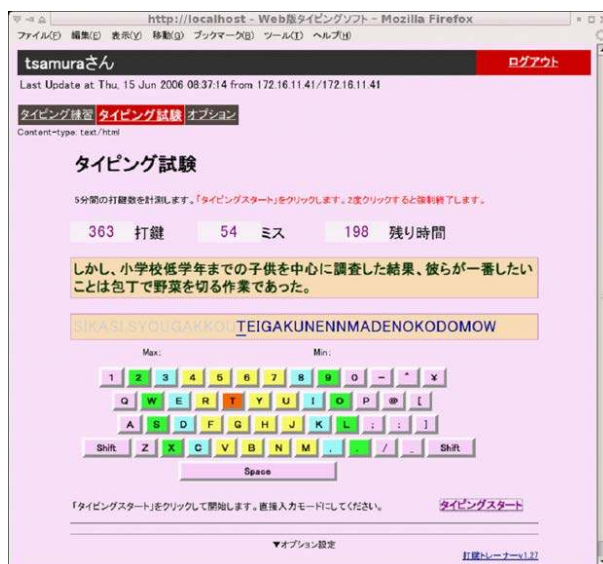 http://localhost - Web版タイピングソフト - Mozilla Firefox
ファイル(F) 編集(E) 表示(V) 移動(G) ブックマーク(B) ツール(T) ヘルプ(H)
tsamuraさん ログアウト
Last Update at Thu, 15 Jun 2006 08:37:14 from 172.16.11.41/172.16.11.41
タイピング練習 タイピング試験 オプション
Content-type: text/html
タイピング試験
5分間の打鍵数を計測します。「タイピングスタート」をクリックします。2度クリックすると強制終了します。
363 打鍵 54 ミス 198 残り時間
しかし、小学校低学年までの子供を中心に調査した結果、彼らが一番したい
ことは包丁で野菜を切る作業であった。
SIKASI,SYOUGAKKOUTEIGAKUNENNMADENOKODOMOW
Max: Min:
1 2 3 4 5 6 7 8 9 0 - ^ ¥
Q W E R T Y U I O P @ [
A S D F G H J K L ; : ]
Shift Z X C V B N M , . / _ Shift
Space
「タイピングスタート」をクリックして開始します。直接入力モードにしてください。 タイピングスタート
▼オプション設定
打鍵トレーナーv1.27